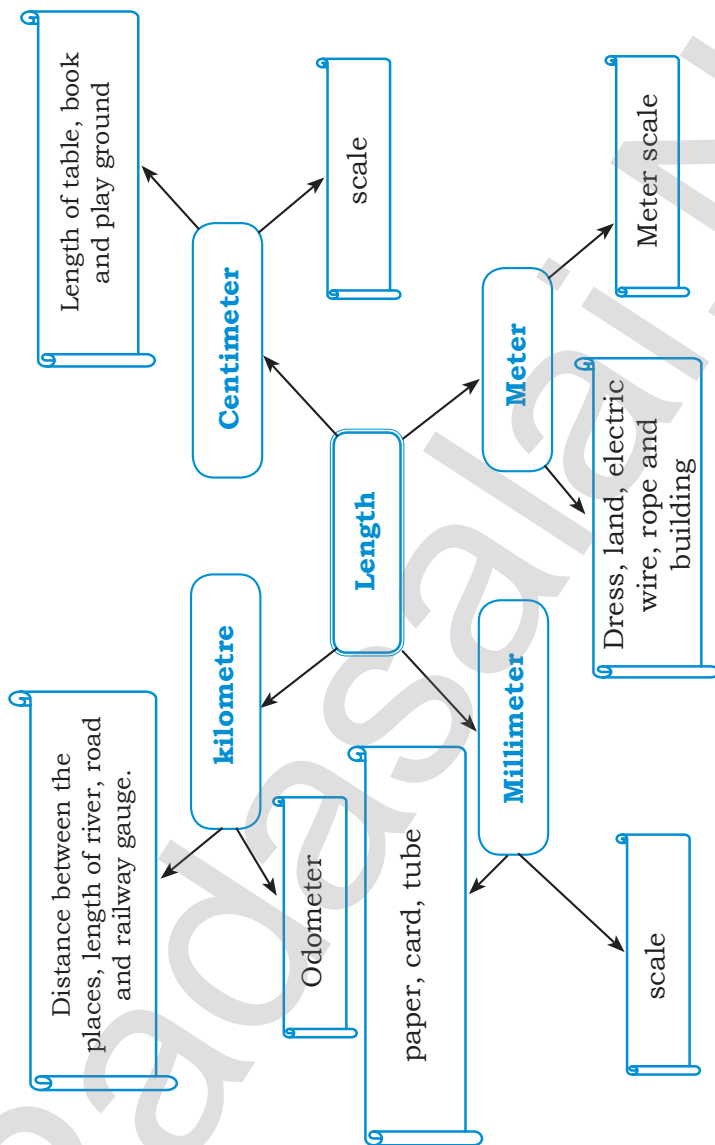 Distance between the
places, length of river, road
and railway gauge.
Length of table, book
and play ground
kilometre
Centimeter
Odometer
scale
Length
paper, card, tube
Millimeter
Meter
scale
Dress, land, electric
wire, rope and
building
Meter scale